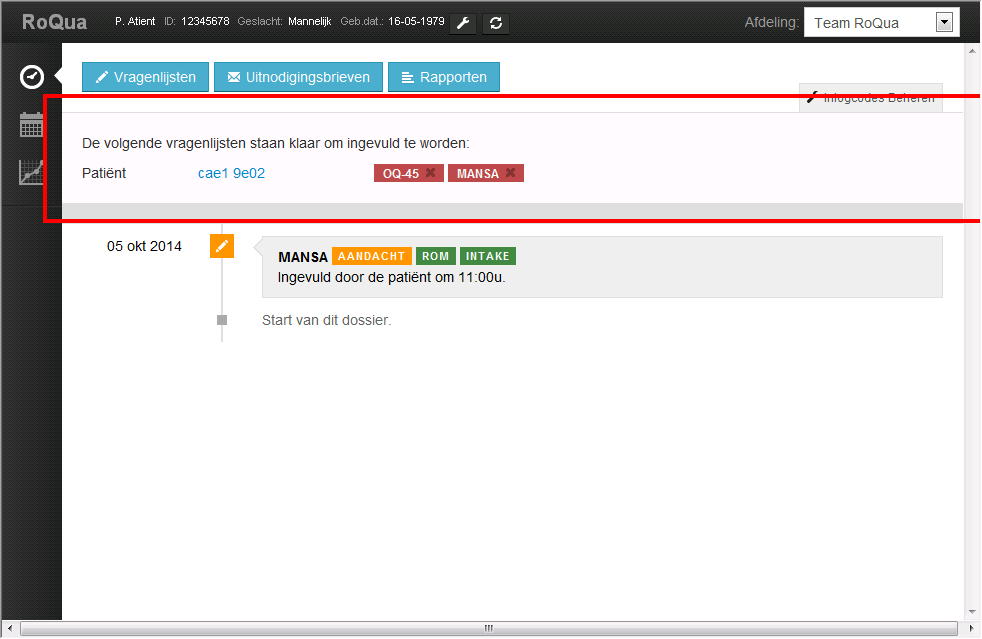 RoQua P. Atient ID: 12345678 Geslacht: Mannelijk Geb.dat.: 16-05-1979 Afdeling: Team RoQua
Vragenlijsten Uitnodigingsbrieven Rapporten
Inlogcodes Beheren
De volgende vragenlijsten staan klaar om ingevuld te worden:
Patiënt cae1 9e02 OQ-45 MANSA
05 okt 2014 MANSA AANDACHT ROM INTAKE
Ingevuld door de patiënt om 11:00u.
Start van dit dossier.